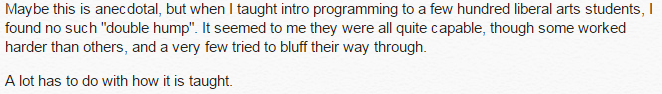 Maybe this is anecdotal, but when I taught intro programming to a few hundred liberal arts students, I
found no such "double hump". It seemed to me they were all quite capable, though some worked
harder than others, and a very few tried to bluff their way through.
A lot has to do with how it is taught.